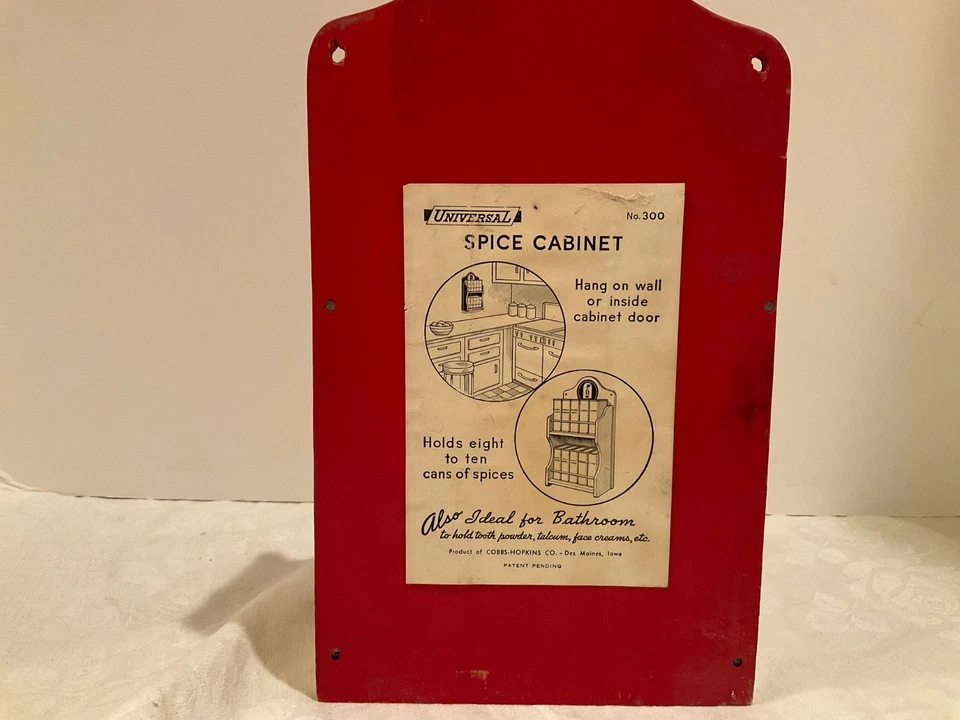 UNIVERSAL No. 300
SPICE CABINET
Hang on wall
or inside
cabinet door
Holds eight
to ten
cans of spices
Also Ideal for Bathroom
to hold tooth powder, talcum, face creams, etc.
Product of COBBS-HOPKINS CO. – Des Moines, Iowa
PATENT PENDING